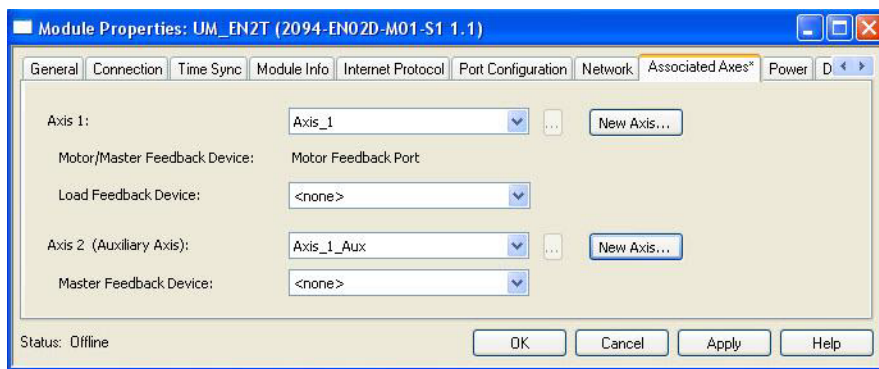 Module Properties: UM_EN2T (2094-EN02D-M01-S1 1.1)
General Connection Time Sync Module Info Internet Protocol Port Configuration Network Associated Axes* Power D
Axis 1: Axis_1 ... New Axis...
Motor/Master Feedback Device: Motor Feedback Port
Load Feedback Device: <none>
Axis 2 (Auxiliary Axis): Axis_1_Aux ... New Axis...
Master Feedback Device: <none>
Status: Offline OK Cancel Apply Help